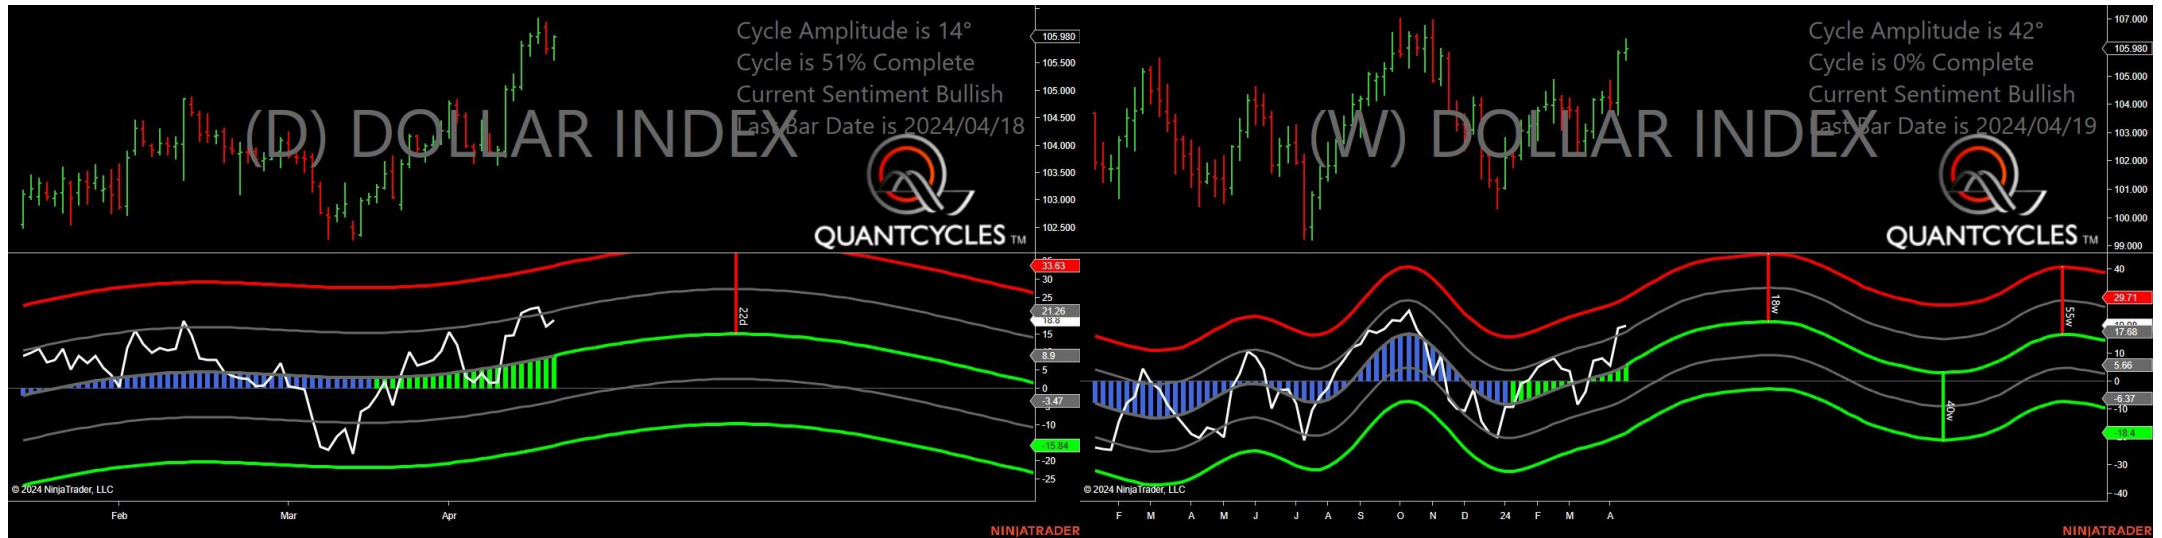 Cycle Amplitude is 14°
Cycle is 51% Complete
Current Sentiment Bullish
Last Bar Date is 2024/04/18
(D) DOLLAR INDEX
QUANTCYCLES TM
105.980
105.500
105.000
104.500
104.000
103.500
103.000
102.500
33.63
30
25
21.26
18.8
15
8.9
5
0
-3.47
-10
-15.84
-20
-25
22d
© 2024 NinjaTrader, LLC
Feb Mar Apr
NINJATRADER
Cycle Amplitude is 42°
Cycle is 0% Complete
Current Sentiment Bullish
Last Bar Date is 2024/04/19
(W) DOLLAR INDEX
QUANTCYCLES TM
107.000
105.980
105.000
104.000
103.000
102.000
101.000
100.000
99.000
40
29.71
17.68
10
5.66
0
-6.37
-10
-18.4
-30
-40
18w
40w
55w
© 2024 NinjaTrader, LLC
F M A M J J A S O N D 24 F M A
NINJATRADER